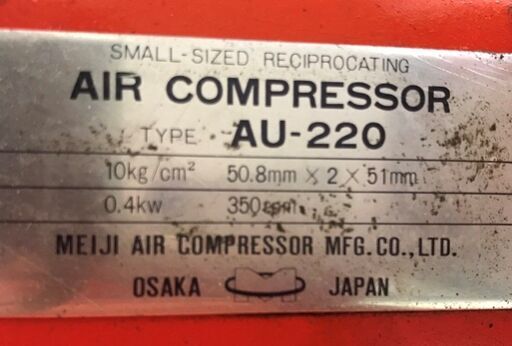 SMALL-SIZED RECIPROCATING
AIR COMPRESSOR
TYPE AU-220
10kg/cm² 50.8mm × 2 × 51mm
0.4kw 350rpm
MEIJI AIR COMPRESSOR MFG.CO.,LTD.
OSAKA JAPAN